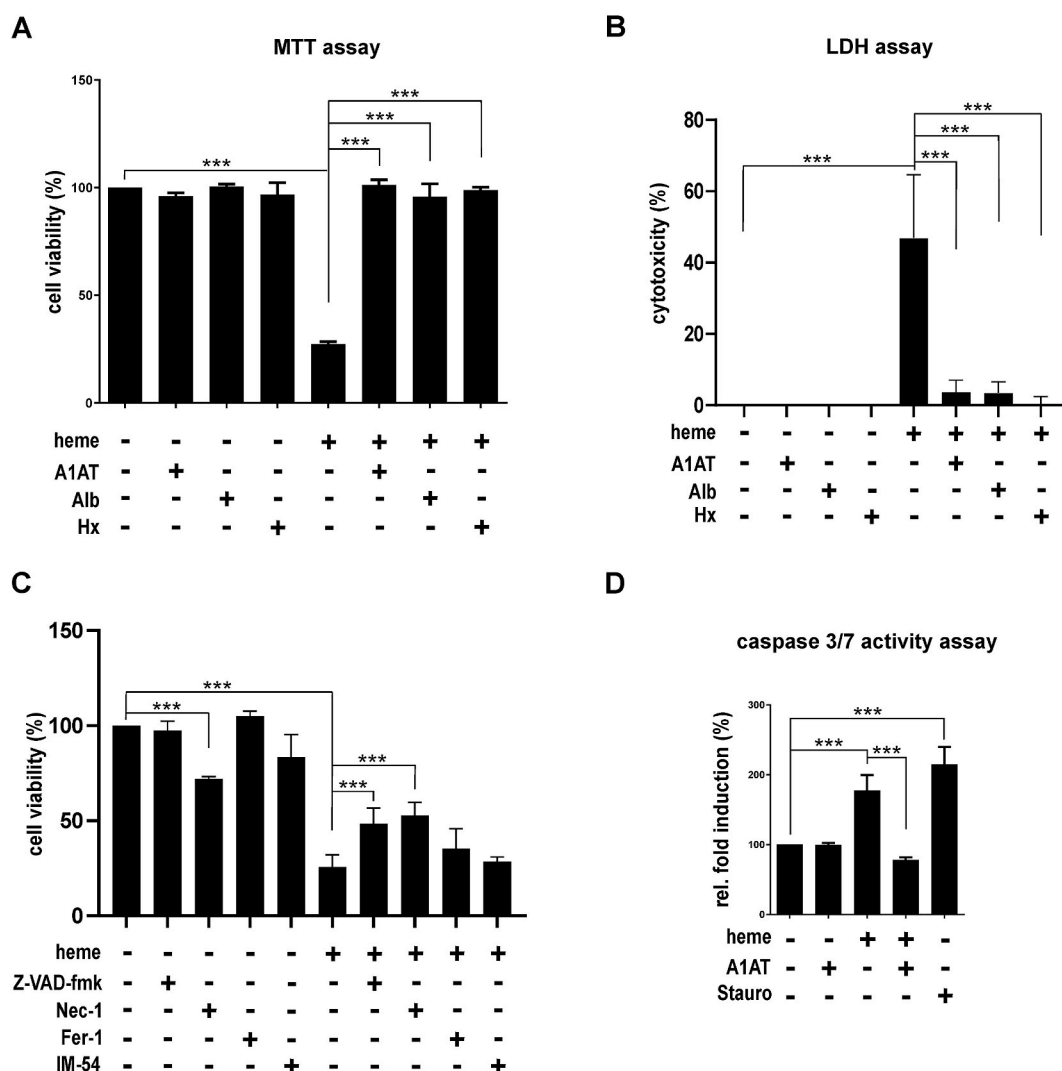 A
MTT assay
cell viability (%)
150
100
50
0
***
***
***
***
heme - - - - + + + +
A1AT - + - - - + - -
Alb - - + - - - + -
Hx - - - + - - - +
B
LDH assay
cytotoxicity (%)
80
60
40
20
0
***
***
***
***
heme - - - - + + + +
A1AT - + - - - + - -
Alb - - + - - - + -
Hx - - - + - - - +
C
cell viability (%)
150
100
50
0
***
***
***
***
heme - - - - - + + + + +
Z-VAD-fmk - + - - - - + - - -
Nec-1 - - + - - - - + - -
Fer-1 - - - + - - - - + -
IM-54 - - - - + - - - - +
D
caspase 3/7 activity assay
rel. fold induction (%)
300
200
100
0
***
***
***
heme - - + + -
A1AT - + - + -
Stauro - - - - +